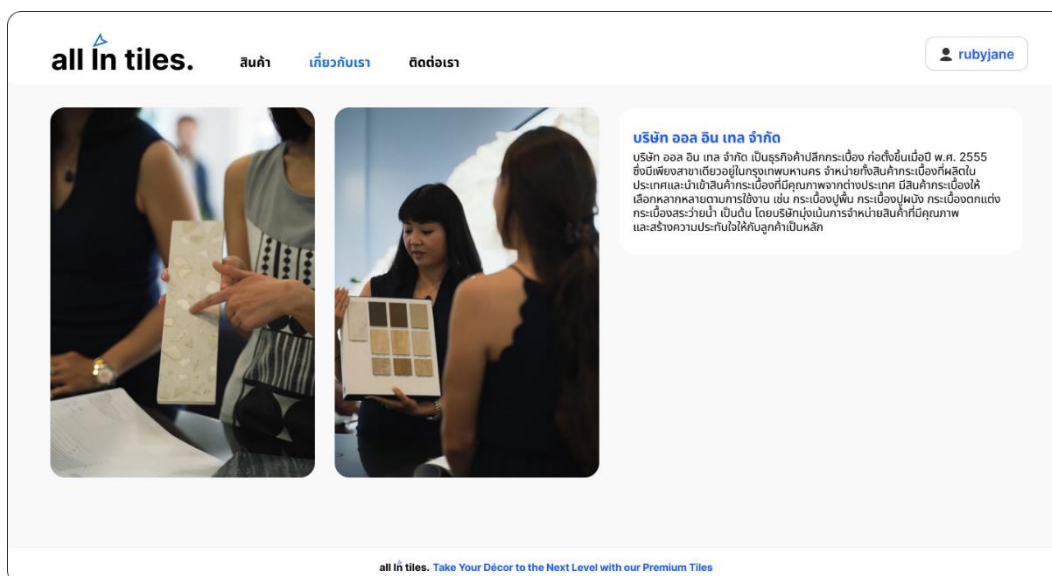 all in tiles.
สินค้า
เกี่ยวกับเรา
ติดต่อเรา
rubyjane
บริษัท ออล อิน เทล จำกัด
บริษัท ออล อิน เทล จำกัด เป็นธุรกิจค้าปลีกกระเบื้อง ก่อตั้งขึ้นเมื่อปี พ.ศ. 2555
ซึ่งมีเพียงสาขาเดียวอยู่ในกรุงเทพมหานคร จำหน่ายทั้งสินค้ากระเบื้องที่ผลิตใน
ประเทศและนำเข้าสินค้ากระเบื้องที่มีคุณภาพจากต่างประเทศ มีสินค้ากระเบื้องให้
เลือกหลากหลายตามการใช้งาน เช่น กระเบื้องปูพื้น กระเบื้องปูผนัง กระเบื้องตกแต่ง
กระเบื้องสระว่ายน้ำ เป็นต้น โดยบริษัทมุ่งเน้นการจำหน่ายสินค้าที่มีคุณภาพ
และสร้างความประทับใจให้กับลูกค้าเป็นหลัก
all in tiles. Take Your Décor to the Next Level with our Premium Tiles